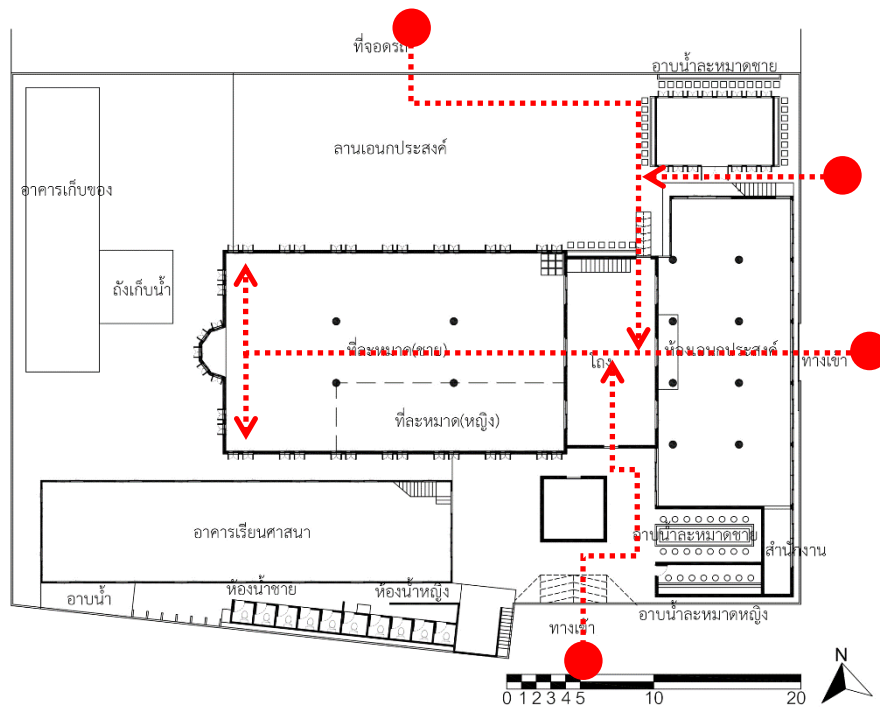 ที่จอดรถ
อาบน้ำละหมาดชาย
ลานเอนกประสงค์
อาคารเก็บของ
ถังเก็บน้ำ
ที่ละหมาด(ชาย)
โถง
ห้องเอนกประสงค์
ทางเข้า
ที่ละหมาด(หญิง)
อาคารเรียนศาสนา
อาบน้ำละหมาดชาย
สำนักงาน
อาบน้ำ
ห้องน้ำชาย
ห้องน้ำหญิง
อาบน้ำละหมาดหญิง
ทางเข้า
N
0 1 2 3 4 5 10 20